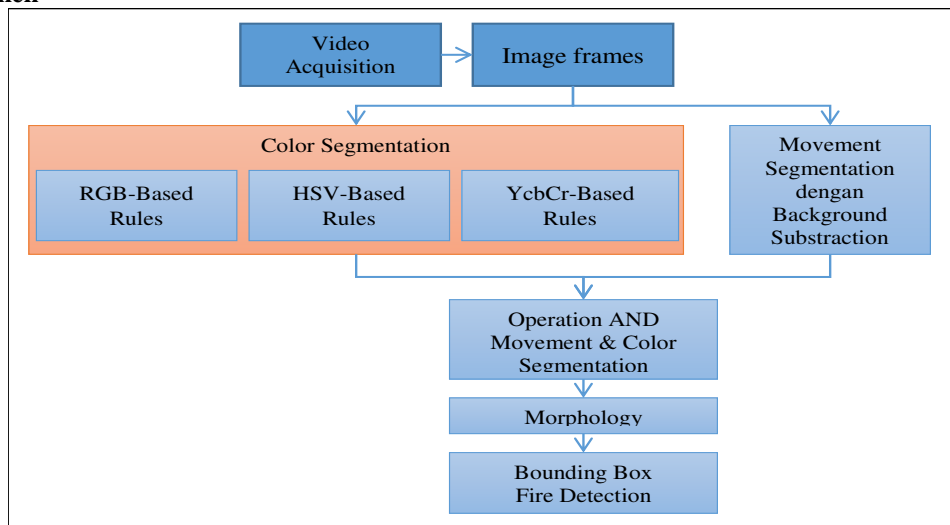 Video
Acquisition
Image frames
Color Segmentation
RGB-Based
Rules
HSV-Based
Rules
YcbCr-Based
Rules
Movement
Segmentation
dengan
Background
Substraction
Operation AND
Movement & Color
Segmentation
Morphology
Bounding Box
Fire Detection